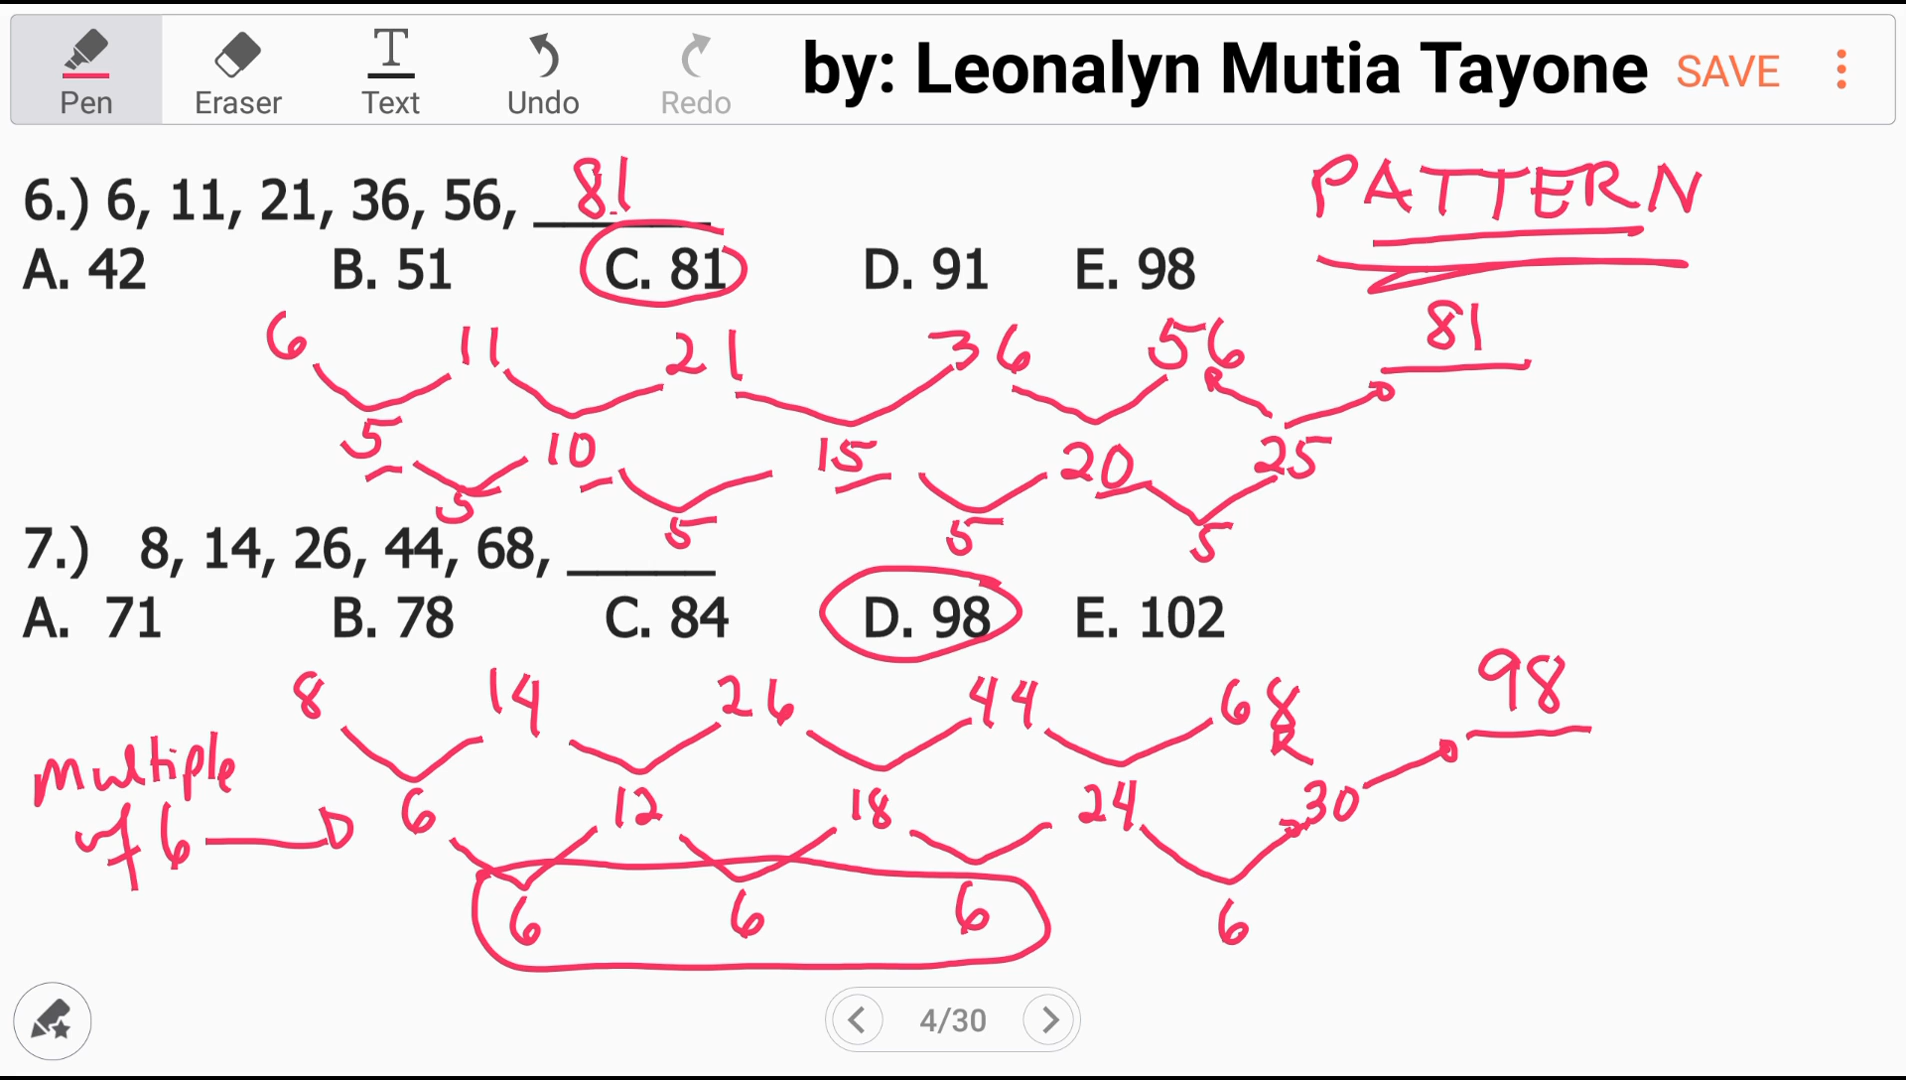 Pen Eraser Text Undo Redo by: Leonalyn Mutia Tayone SAVE
6.) 6, 11, 21, 36, 56, 81
PATTERN
A. 42 B. 51 C. 81 D. 91 E. 98
6 11 21 36 56 81
5 10 15 20 25
5 5 5 5
7.) 8, 14, 26, 44, 68, ______
A. 71 B. 78 C. 84 D. 98 E. 102
8 14 26 44 68 98
multiple
of 6
6 12 18 24 30
6 6 6 6
4/30